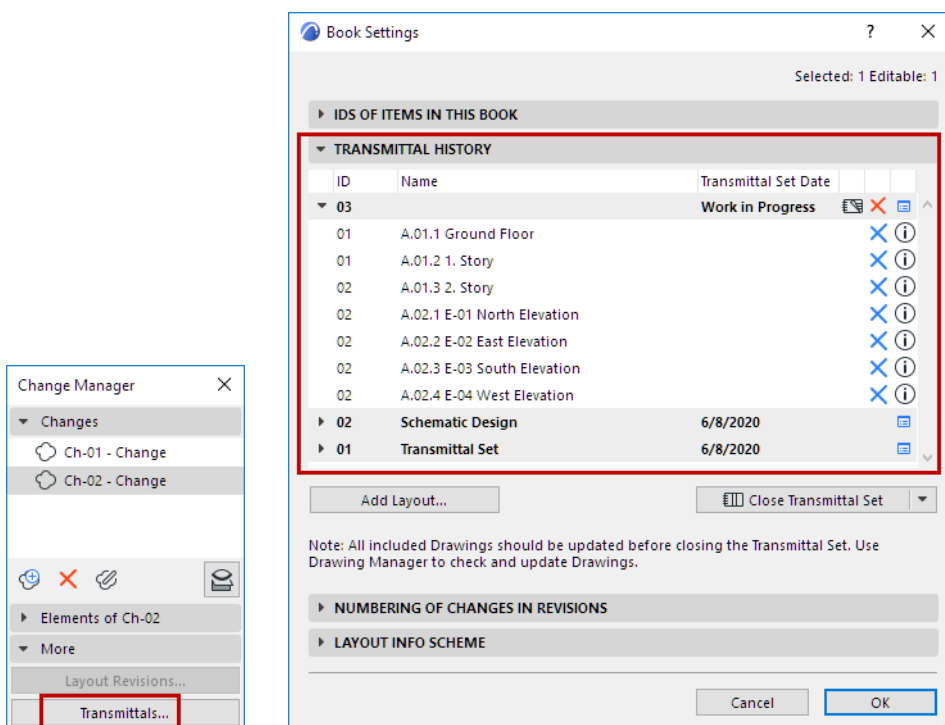 Book Settings
?
Selected: 1 Editable: 1
IDS OF ITEMS IN THIS BOOK
TRANSMITTAL HISTORY
ID Name Transmittal Set Date
03 Work in Progress
01 A.01.1 Ground Floor
01 A.01.2 1. Story
02 A.01.3 2. Story
02 A.02.1 E-01 North Elevation
02 A.02.2 E-02 East Elevation
02 A.02.3 E-03 South Elevation
02 A.02.4 E-04 West Elevation
02 Schematic Design 6/8/2020
01 Transmittal Set 6/8/2020
Add Layout... Close Transmittal Set
Note: All included Drawings should be updated before closing the Transmittal Set. Use
Drawing Manager to check and update Drawings.
NUMBERING OF CHANGES IN REVISIONS
LAYOUT INFO SCHEME
Cancel OK
Change Manager
Changes
Ch-01 - Change
Ch-02 - Change
Elements of Ch-02
More
Layout Revisions...
Transmittals...